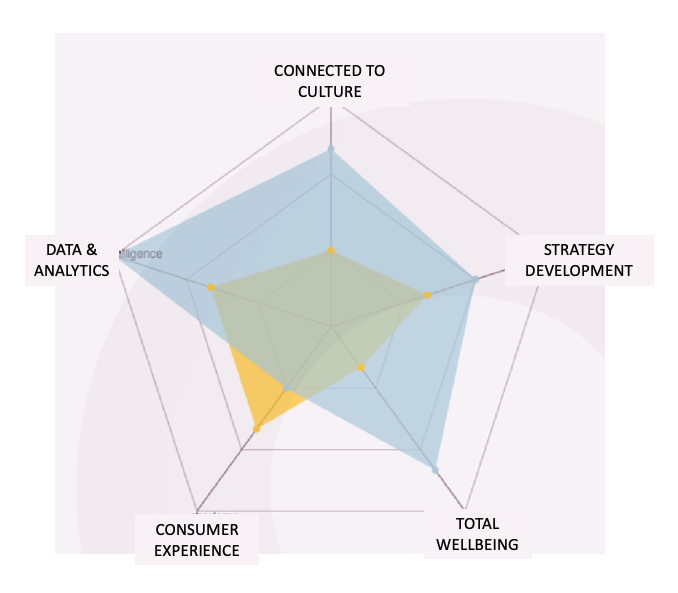 CONNECTED TO
CULTURE
DATA &
ANALYTICS
STRATEGY
DEVELOPMENT
CONSUMER
EXPERIENCE
TOTAL
WELLBEING